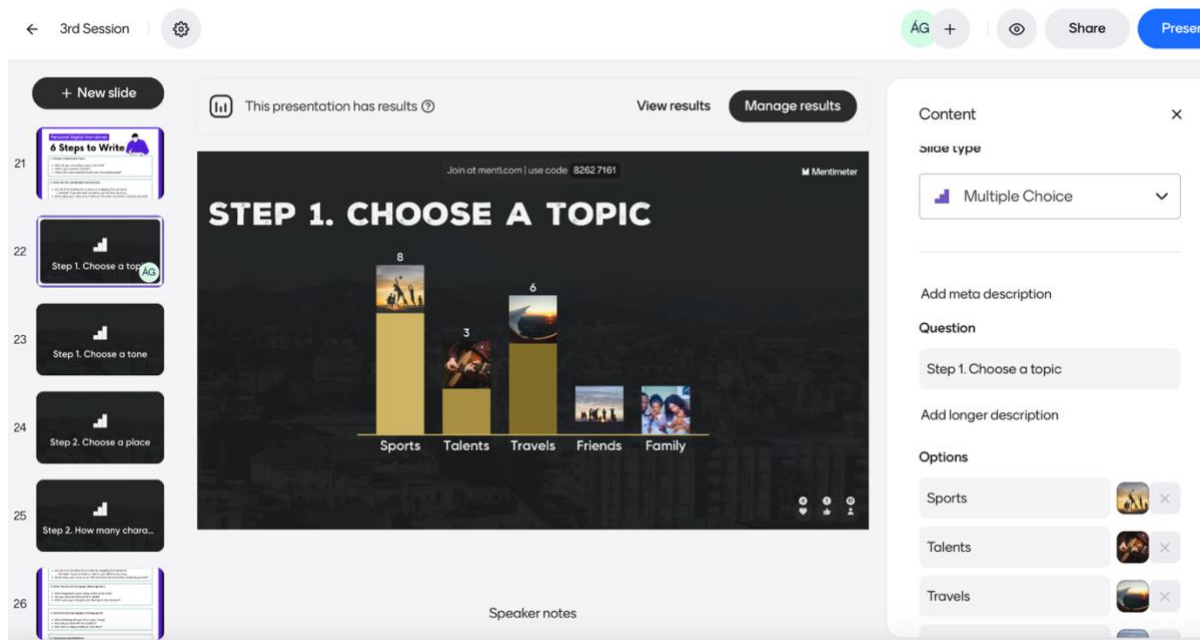 3rd Session
ÁG
+
Share
Presen
+ New slide
21
Personal Digital Narratives
6 Steps to Write
22
Step 1. Choose a top
ÁG
23
Step 1. Choose a tone
24
Step 2. Choose a place
25
Step 2. How many chara...
26
This presentation has results
View results
Manage results
Join at menti.com | use code 8262 7161
Mentimeter
STEP 1. CHOOSE A TOPIC
8
3
6
Sports
Talents
Travels
Friends
Family
Speaker notes
Content
Slide type
Multiple Choice
Add meta description
Question
Step 1. Choose a topic
Add longer description
Options
Sports
Talents
Travels